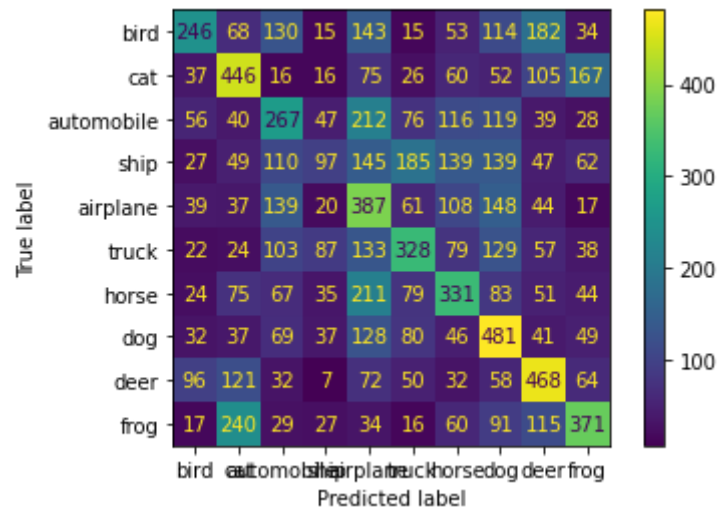 bird 246 68 130 15 143 15 53 114 182 34
cat 37 446 16 16 75 26 60 52 105 167
400
automobile 56 40 267 47 212 76 116 119 39 28
ship 27 49 110 97 145 185 139 139 47 62
300
airplane 39 37 139 20 387 61 108 148 44 17
truck 22 24 103 87 133 328 79 129 57 38
200
horse 24 75 67 35 211 79 331 83 51 44
dog 32 37 69 37 128 80 46 481 41 49
100
deer 96 121 32 7 72 50 32 58 468 64
frog 17 240 29 27 34 16 60 91 115 371
True label
bird cat automobile ship airplane truck horse dog deer frog
Predicted label